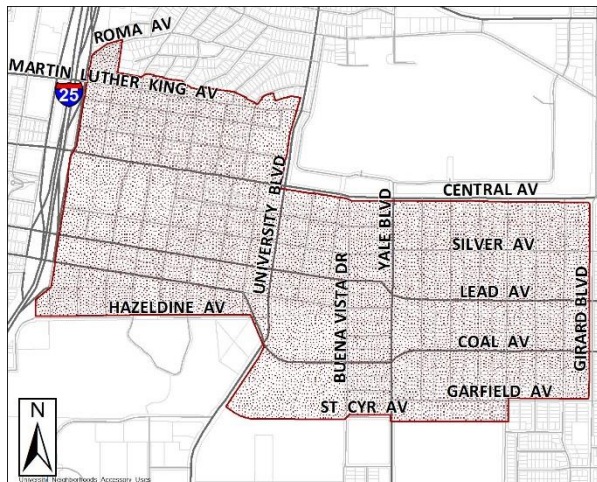 ROMA AV
MARTIN LUTHER KING AV
25
UNIVERSITY BLVD
CENTRAL AV
YALE BLVD
SILVER AV
BUENA VISTA DR
LEAD AV
GIRARD BLVD
HAZELDINE AV
COAL AV
GARFIELD AV
ST CYR AV
N
University_Neighborhoods_Accessory_Uses